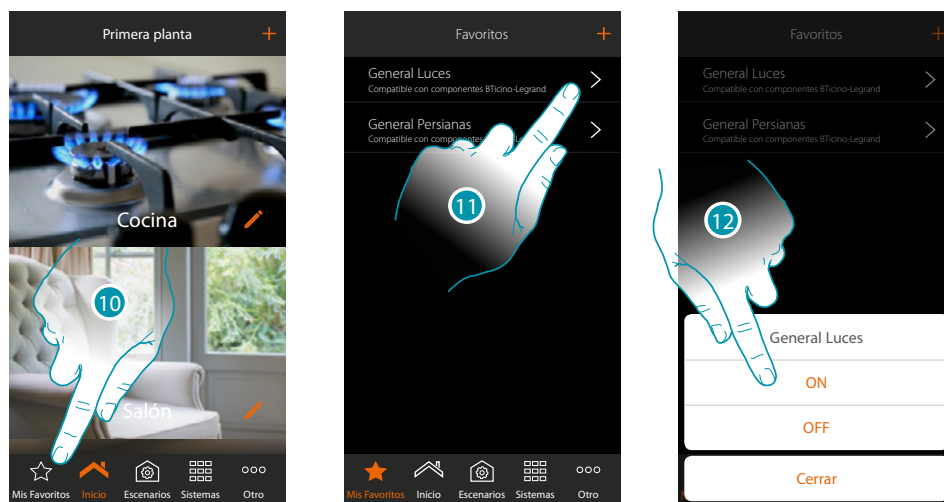 Primera planta
+
Cocina
10
Salón
Mis Favoritos
Inicio
Escenarios
Sistemas
Otro
Favoritos
+
General Luces
Compatible con componentes BTicino-Legrand
General Persianas
Compatible con componentes
11
Mis Favoritos
Inicio
Escenarios
Sistemas
Otro
Favoritos
+
General Luces
Compatible con componentes BTicino-Legrand
General Persianas
Compatible con componentes BTicino-Legrand
12
General Luces
ON
OFF
Cerrar